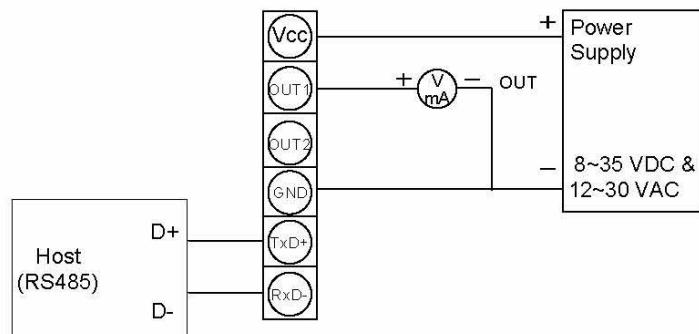 Vcc
+
Power
Supply
OUT1
+
V
mA
−
OUT
OUT2
GND
−
8~35 VDC &
12~30 VAC
D+
TxD+
Host
(RS485)
D-
RxD-